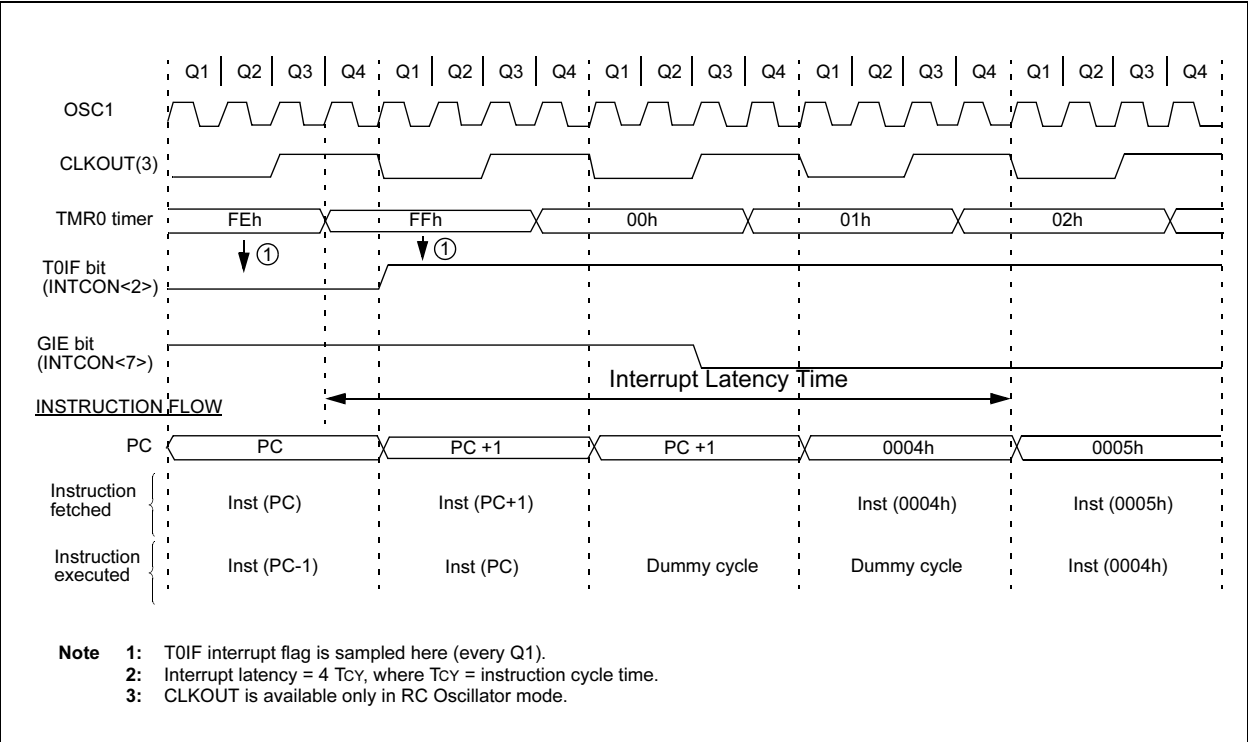 Q1 Q2 Q3 Q4 Q1 Q2 Q3 Q4 Q1 Q2 Q3 Q4 Q1 Q2 Q3 Q4 Q1 Q2 Q3 Q4
OSC1
CLKOUT(3)
TMR0 timer FEh FFh 00h 01h 02h
① ①
T0IF bit
(INTCON<2>)
GIE bit
(INTCON<7>)
Interrupt Latency Time
INSTRUCTION FLOW
PC PC PC +1 PC +1 0004h 0005h
Instruction
fetched
Inst (PC) Inst (PC+1) Inst (0004h) Inst (0005h)
Instruction
executed
Inst (PC-1) Inst (PC) Dummy cycle Dummy cycle Inst (0004h)
Note 1: T0IF interrupt flag is sampled here (every Q1).
2: Interrupt latency = 4 TCY, where TCY = instruction cycle time.
3: CLKOUT is available only in RC Oscillator mode.